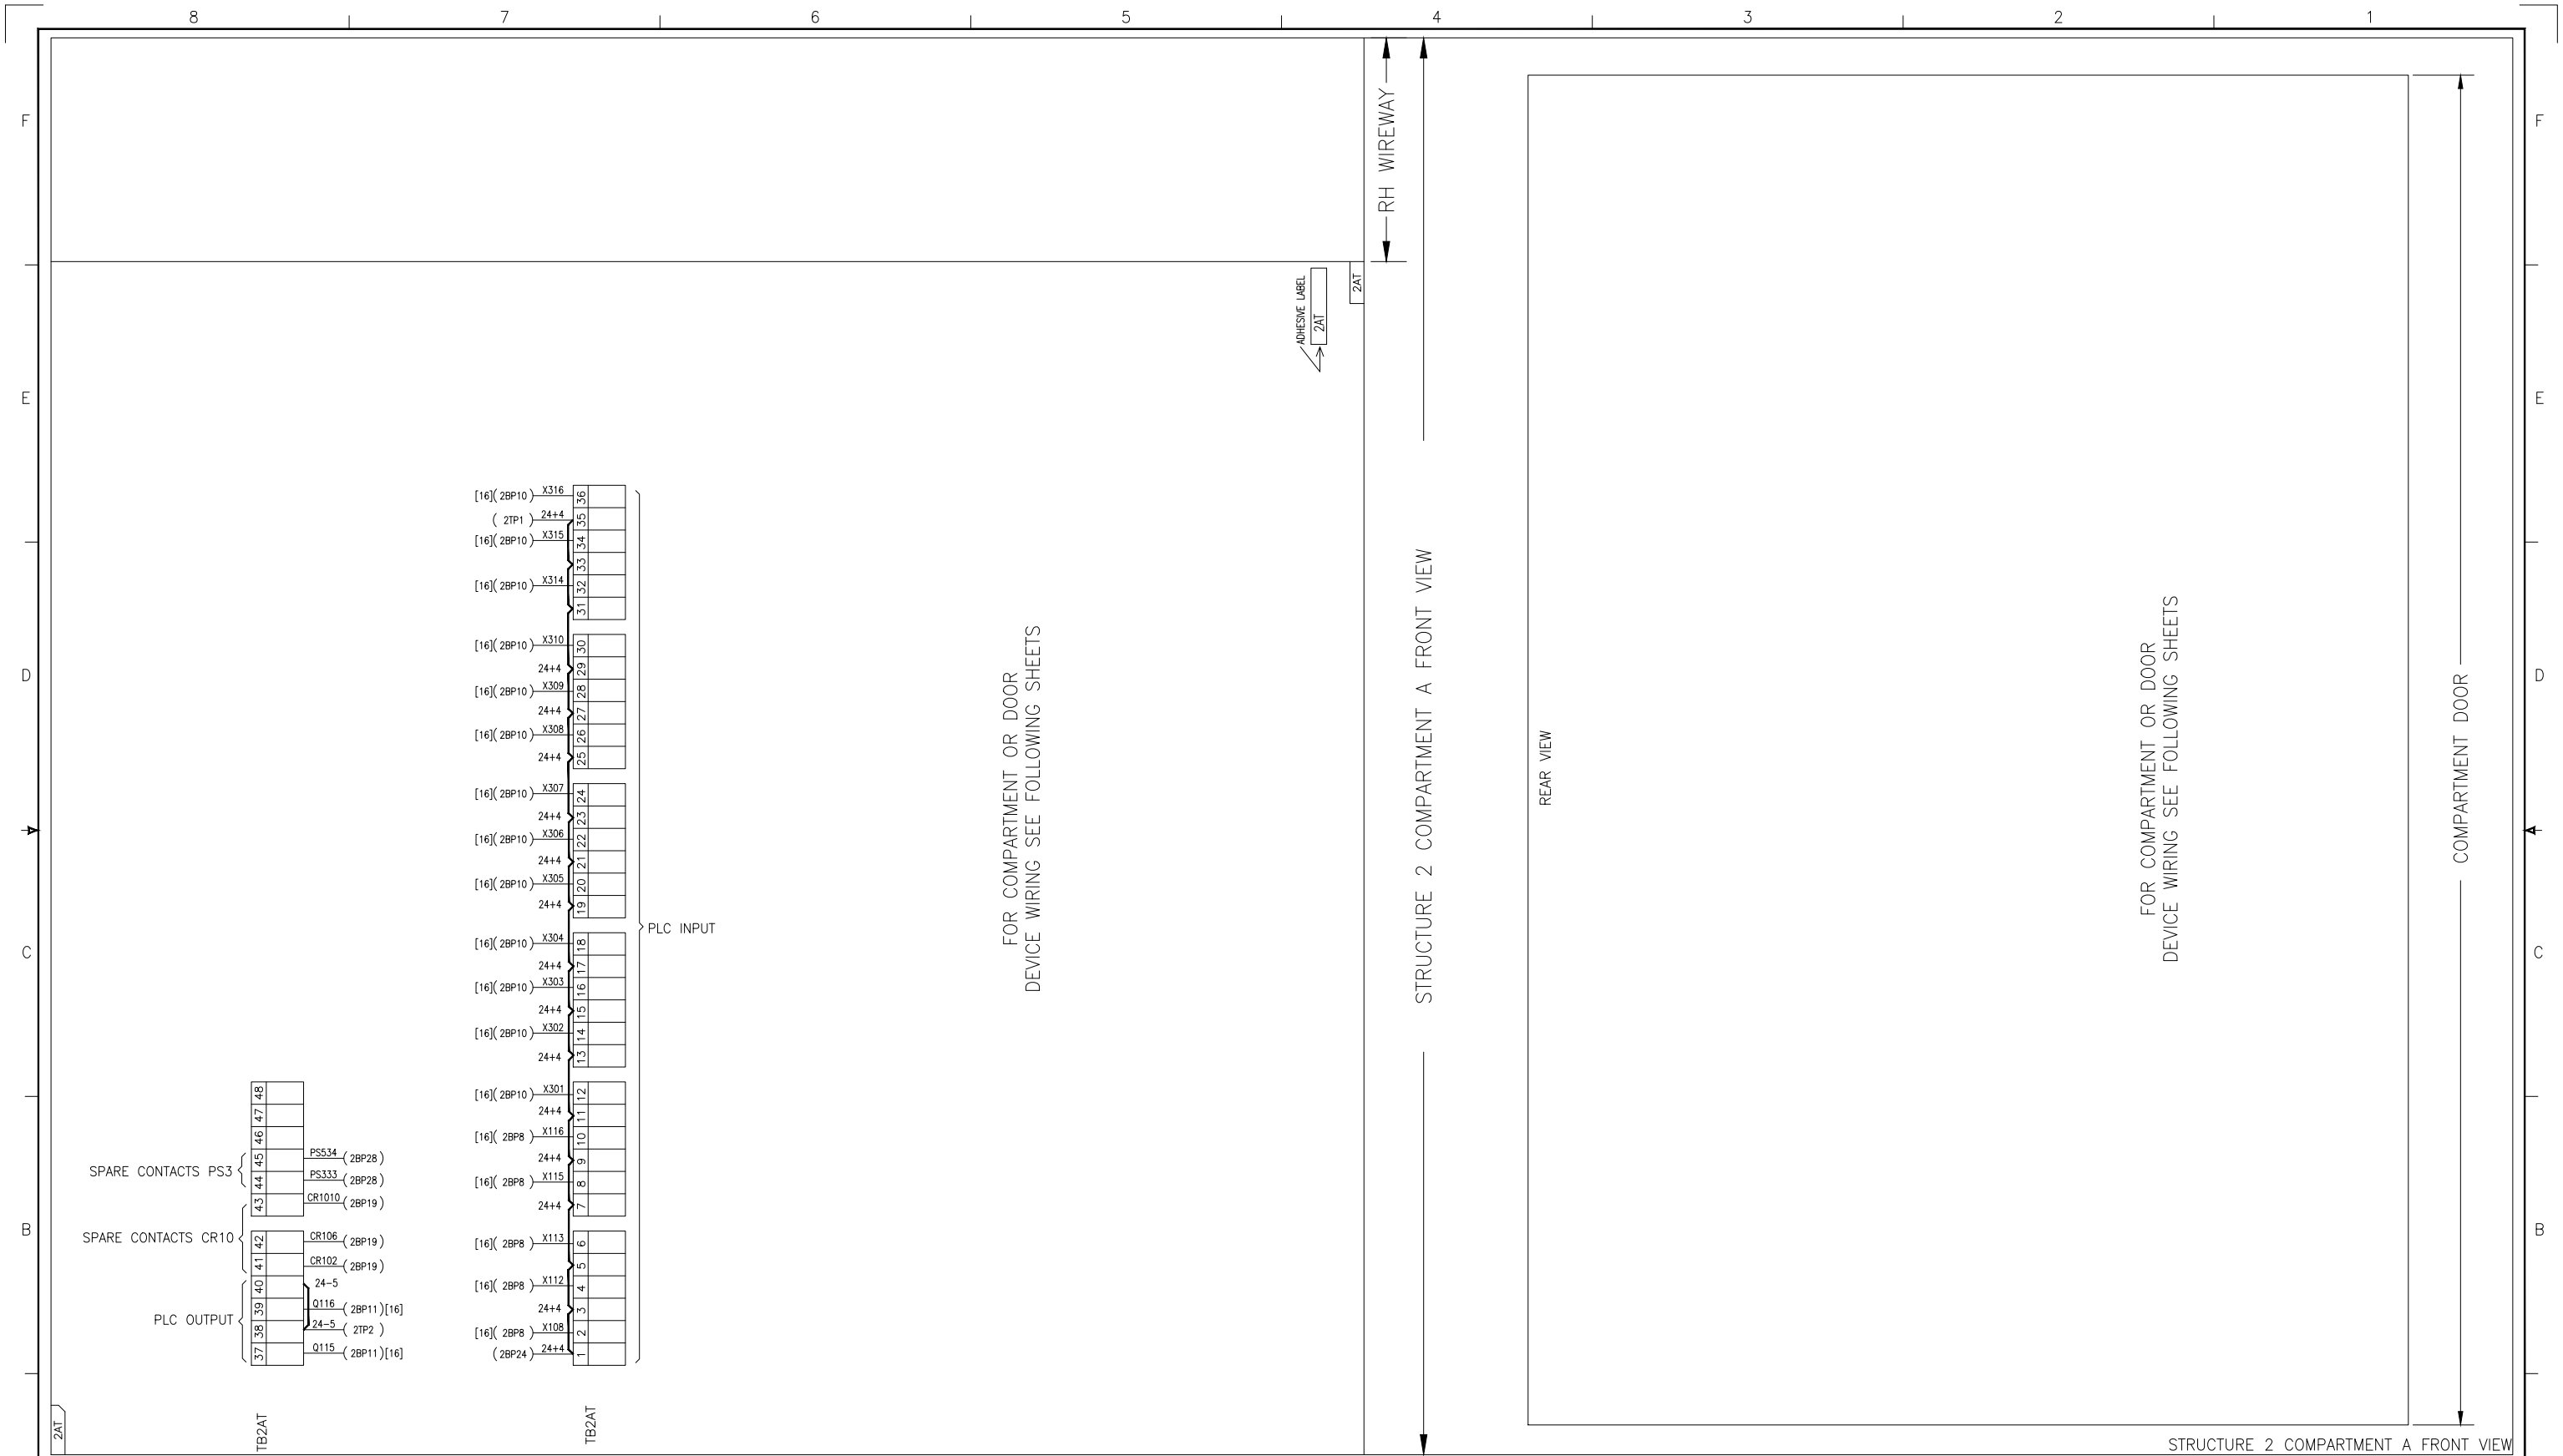 8 7 6 5 4 3 2 1
F F
RH WIREWAY
ADHESIVE LABEL
2AT
2AT
E E
[16]( 2BP10 ) X316 36
( 2TP1 ) 24+4 35
[16]( 2BP10 ) X315 34
33
[16]( 2BP10 ) X314 32
31
[16]( 2BP10 ) X310 30
24+4 29
[16]( 2BP10 ) X309 28
24+4 27
[16]( 2BP10 ) X308 26
24+4 25
[16]( 2BP10 ) X307 24
24+4 23
[16]( 2BP10 ) X306 22
24+4 21
[16]( 2BP10 ) X305 20
24+4 19
[16]( 2BP10 ) X304 18
24+4 17
[16]( 2BP10 ) X303 16
24+4 15
[16]( 2BP10 ) X302 14
24+4 13
[16]( 2BP10 ) X301 12
24+4 11
[16]( 2BP8 ) X116 10
24+4 9
[16]( 2BP8 ) X115 8
24+4 7
[16]( 2BP8 ) X113 6
5
[16]( 2BP8 ) X112 4
24+4 3
[16]( 2BP8 ) X108 2
( 2BP24 ) 24+4 1
PLC INPUT
TB2AT
D D
C C
B B
48
47
46
45 PS534 ( 2BP28 )
44 PS333 ( 2BP28 )
SPARE CONTACTS PS3
43 CR1010 ( 2BP19 )
42 CR106 ( 2BP19 )
41 CR102 ( 2BP19 )
SPARE CONTACTS CR10
40 24-5
39 Q116 ( 2BP11 )[16]
38 24-5 ( 2TP2 )
37 Q115 ( 2BP11 )[16]
PLC OUTPUT
TB2AT
2AT
FOR COMPARTMENT OR DOOR
DEVICE WIRING SEE FOLLOWING SHEETS
STRUCTURE 2 COMPARTMENT A FRONT VIEW
REAR VIEW
FOR COMPARTMENT OR DOOR
DEVICE WIRING SEE FOLLOWING SHEETS
COMPARTMENT DOOR
STRUCTURE 2 COMPARTMENT A FRONT VIEW